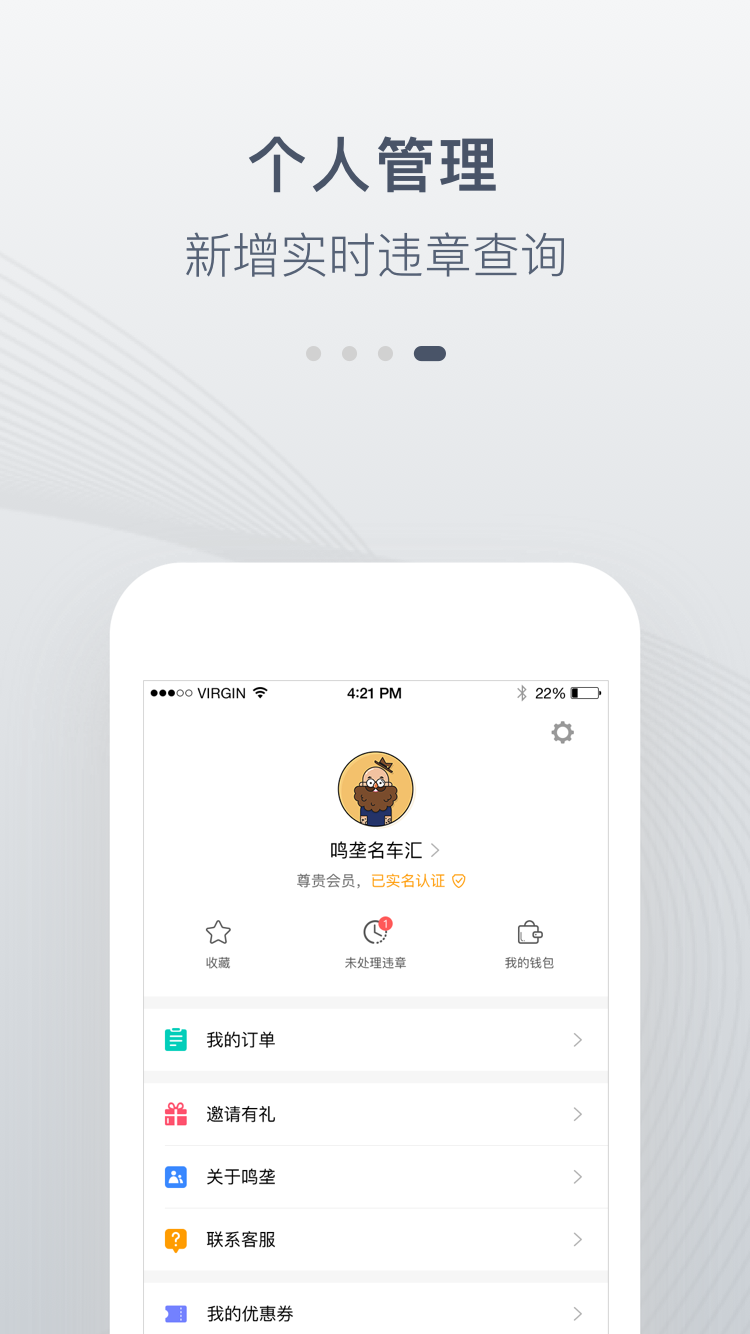 个人管理
新增实时违章查询
VIRGIN 4:21 PM 22%
鸣垄名车汇
尊贵会员，已实名认证
1
收藏 未处理违章 我的钱包
我的订单
邀请有礼
关于鸣垄
联系客服
我的优惠券